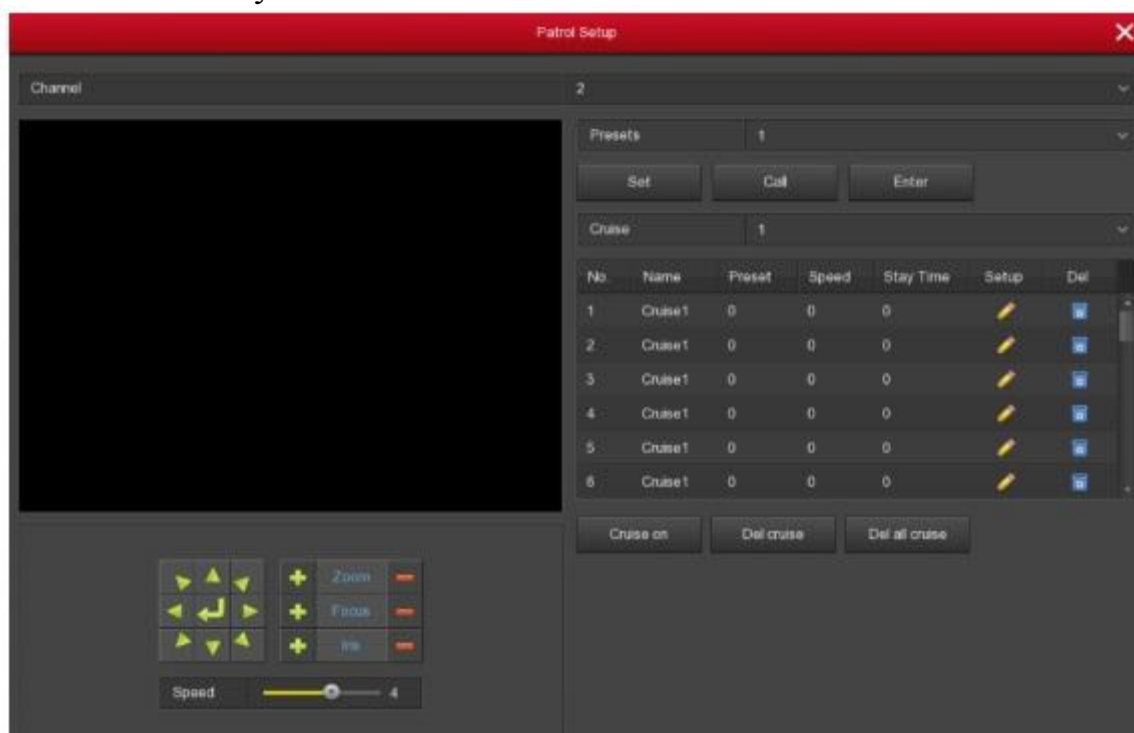 Patrol Setup
Channel 2
Presets 1
Set Call Enter
Cruise 1
No. Name Preset Speed Stay Time Setup Del
1 Cruise1 0 0 0
2 Cruise1 0 0 0
3 Cruise1 0 0 0
4 Cruise1 0 0 0
5 Cruise1 0 0 0
6 Cruise1 0 0 0
Cruise on Del cruise Del all cruise
Zoom
Focus
Iris
Speed 4